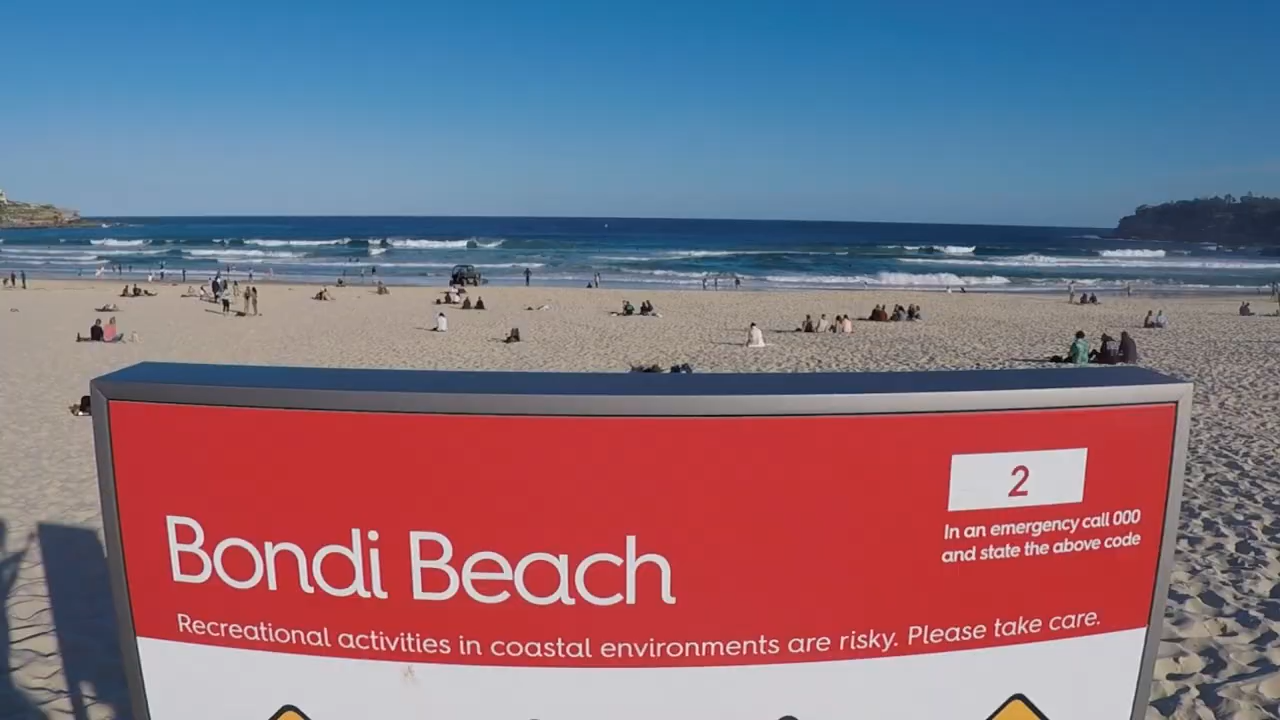 2
In an emergency call 000
and state the above code
Bondi Beach
Recreational activities in coastal environments are risky. Please take care.